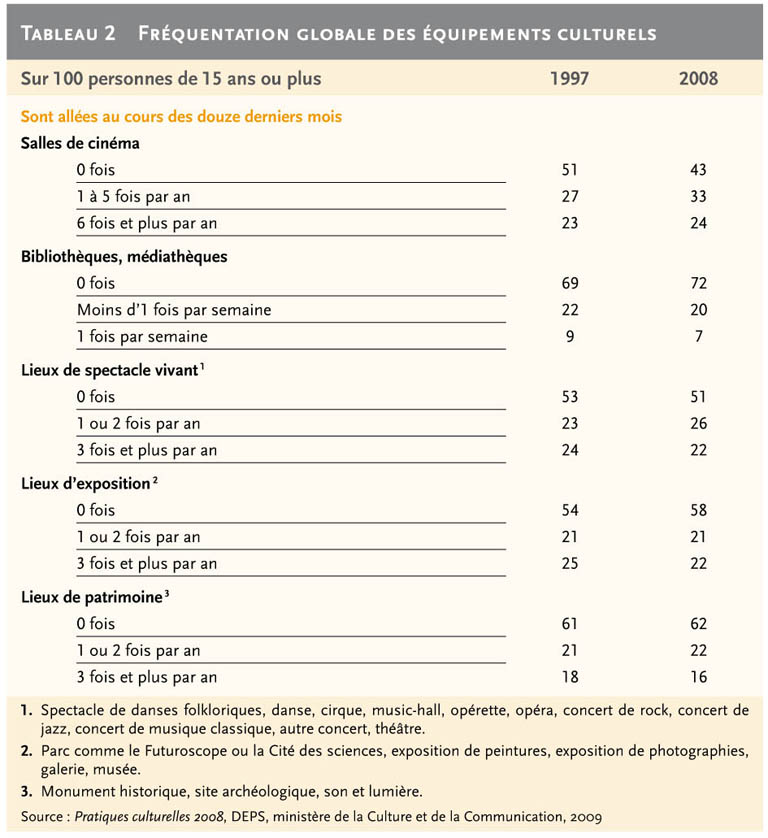 TABLEAU 2 FRÉQUENTATION GLOBALE DES ÉQUIPEMENTS CULTURELS
Sur 100 personnes de 15 ans ou plus 1997 2008
Sont allées au cours des douze derniers mois
Salles de cinéma
0 fois 51 43
1 à 5 fois par an 27 33
6 fois et plus par an 23 24
Bibliothèques, médiathèques
0 fois 69 72
Moins d’1 fois par semaine 22 20
1 fois par semaine 9 7
Lieux de spectacle vivant¹
0 fois 53 51
1 ou 2 fois par an 23 26
3 fois et plus par an 24 22
Lieux d’exposition²
0 fois 54 58
1 ou 2 fois par an 21 21
3 fois et plus par an 25 22
Lieux de patrimoine³
0 fois 61 62
1 ou 2 fois par an 21 22
3 fois et plus par an 18 16
1. Spectacle de danses folkloriques, danse, cirque, music-hall, opérette, opéra, concert de rock, concert de
jazz, concert de musique classique, autre concert, théâtre.
2. Parc comme le Futuroscope ou la Cité des sciences, exposition de peintures, exposition de photographies,
galerie, musée.
3. Monument historique, site archéologique, son et lumière.
Source : Pratiques culturelles 2008, DEPS, ministère de la Culture et de la Communication, 2009